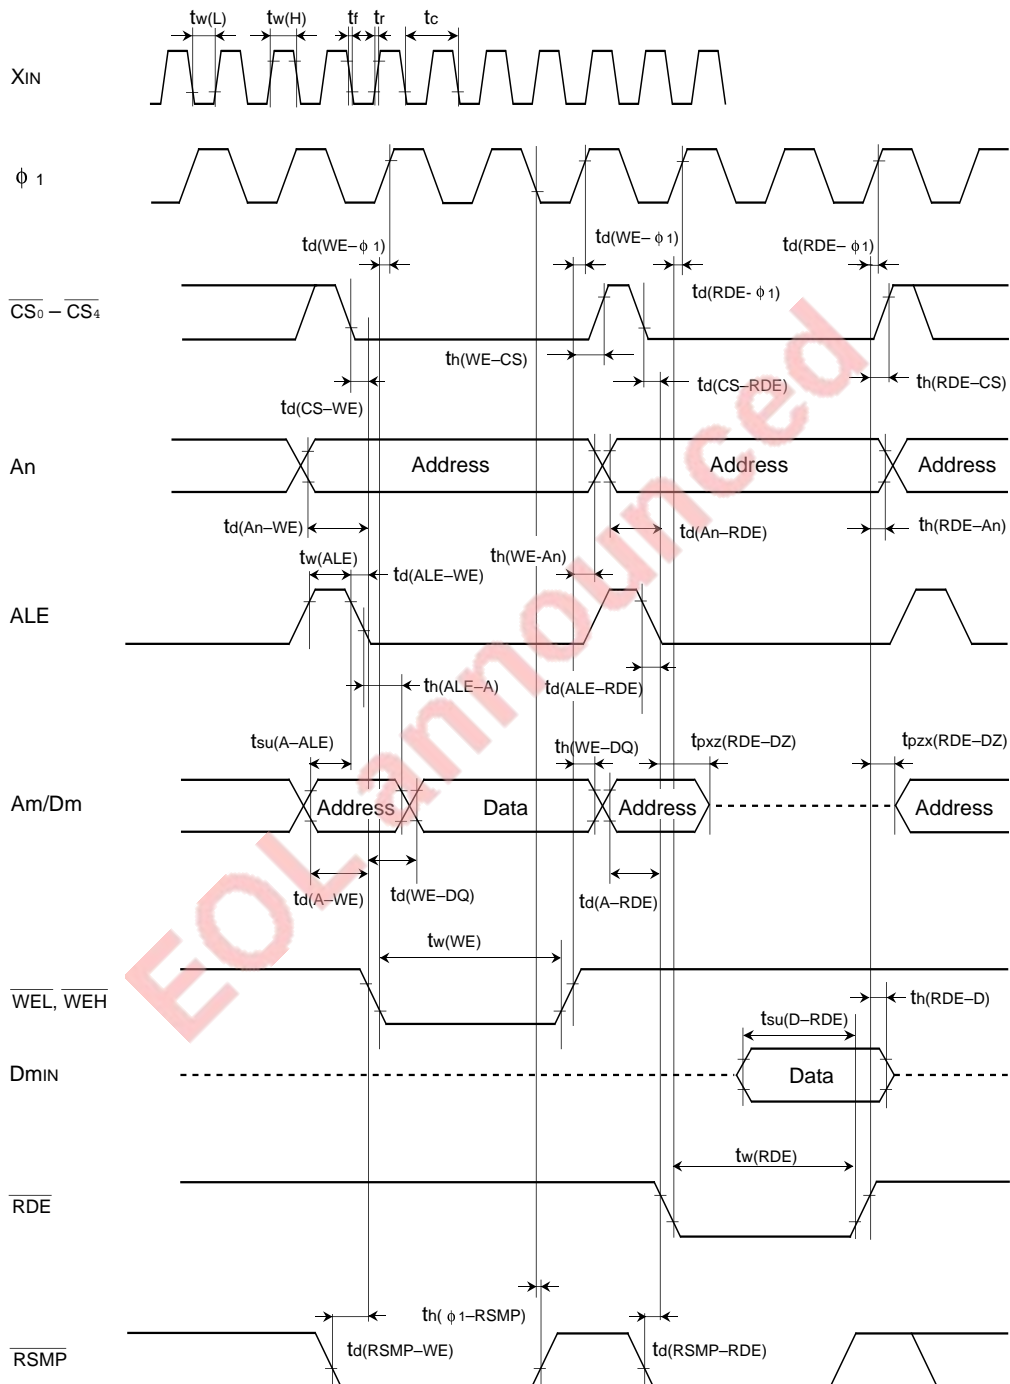 tw(L) tw(H) tf tr tc
XIN
ϕ 1
td(WE–ϕ 1) td(WE–ϕ 1) td(RDE–ϕ 1)
td(RDE-ϕ 1)
CS0 – CS4
th(WE–CS) td(CS–RDE) th(RDE–CS)
td(CS–WE)
An Address Address Address
td(An–WE) td(An–RDE) th(RDE–An)
tw(ALE) td(ALE–WE) th(WE-An)
ALE
th(ALE–A) td(ALE–RDE)
tsu(A–ALE) th(WE–DQ) tpxz(RDE–DZ) tpzx(RDE–DZ)
Am/Dm Address Data Address Address
td(A–WE) td(WE–DQ) td(A–RDE)
tw(WE)
WEL, WEH th(RDE–D)
tsu(D–RDE)
DmIN Data
tw(RDE)
RDE
th(ϕ 1–RSMP)
td(RSMP–WE) td(RSMP–RDE)
RSMP
EOL announced